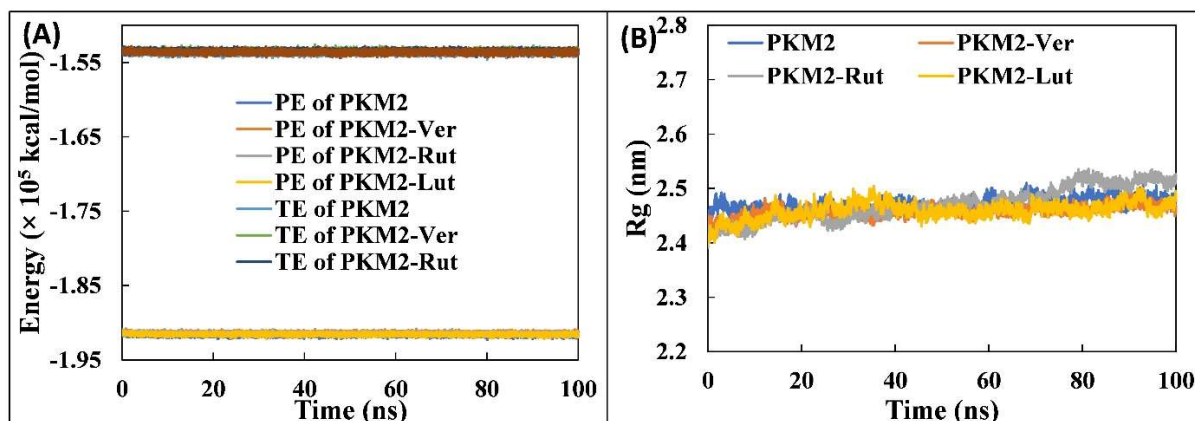 (A)
Energy (× 10⁵ kcal/mol)
-1.55
-1.65
-1.75
-1.85
-1.95
PE of PKM2
PE of PKM2-Ver
PE of PKM2-Rut
PE of PKM2-Lut
TE of PKM2
TE of PKM2-Ver
TE of PKM2-Rut
0 20 40 60 80 100
Time (ns)
(B)
Rg (nm)
2.8
2.7
2.6
2.5
2.4
2.3
2.2
PKM2 PKM2-Ver
PKM2-Rut PKM2-Lut
0 20 40 60 80 100
Time (ns)